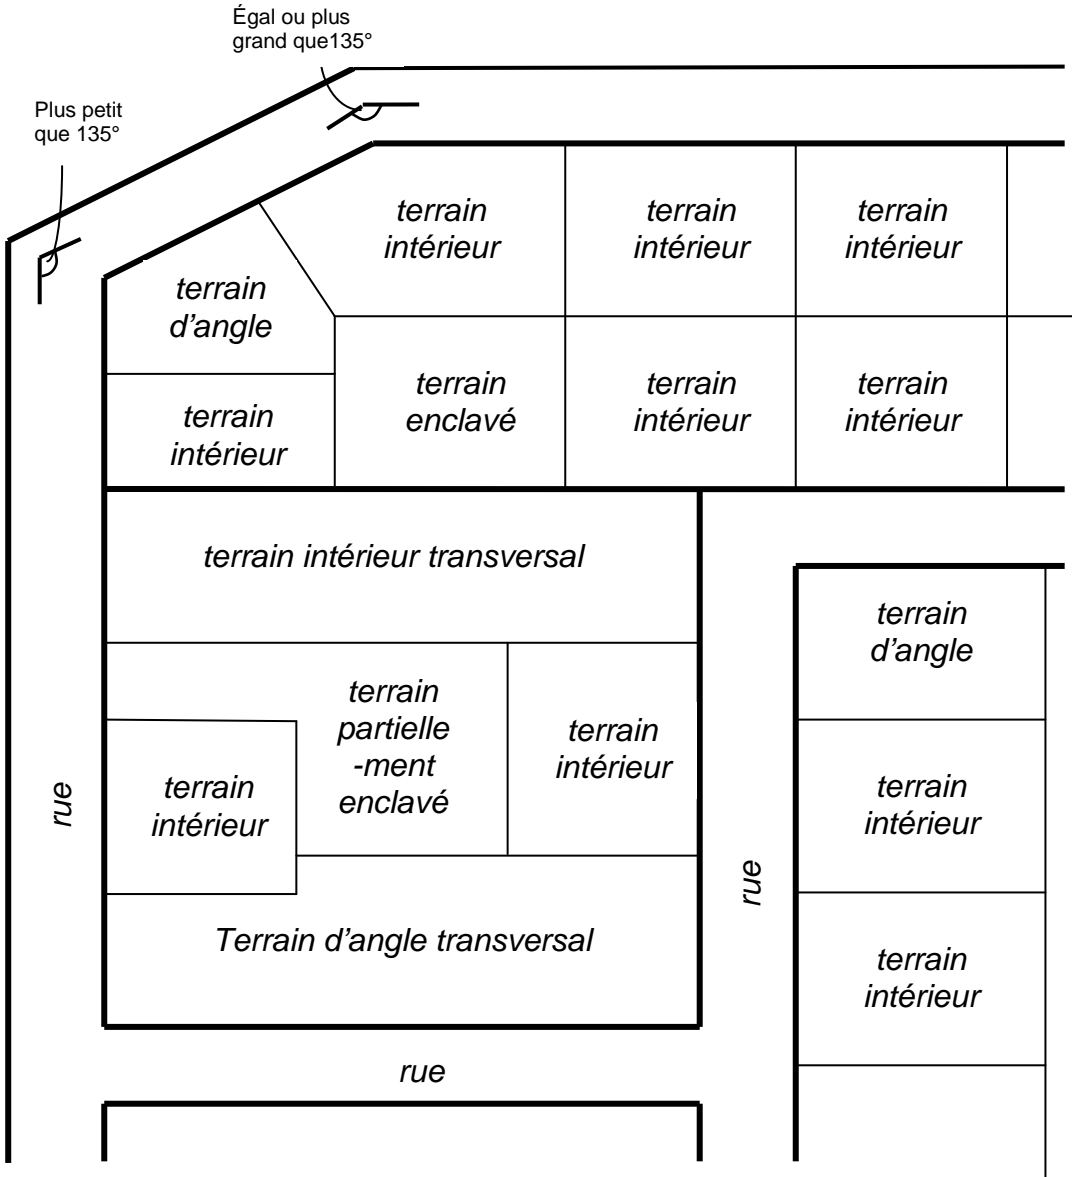 Égal ou plus
grand que135°
Plus petit
que 135°
terrain
intérieur
terrain
intérieur
terrain
intérieur
terrain
d’angle
terrain
enclavé
terrain
intérieur
terrain
intérieur
terrain
intérieur
terrain intérieur transversal
terrain
d’angle
terrain
partielle
-ment
enclavé
terrain
intérieur
terrain
intérieur
terrain
intérieur
rue
rue
Terrain d’angle transversal
terrain
intérieur
rue